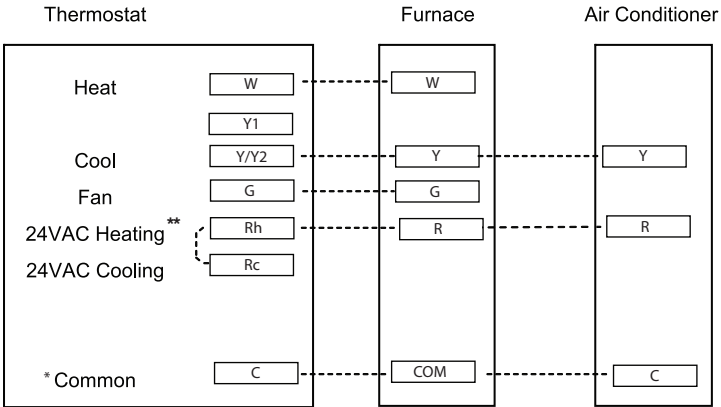 Thermostat Furnace Air Conditioner
Heat W W
Y1
Cool Y/Y2 Y Y
Fan G G
24VAC Heating** Rh R R
24VAC Cooling Rc
*Common C COM C